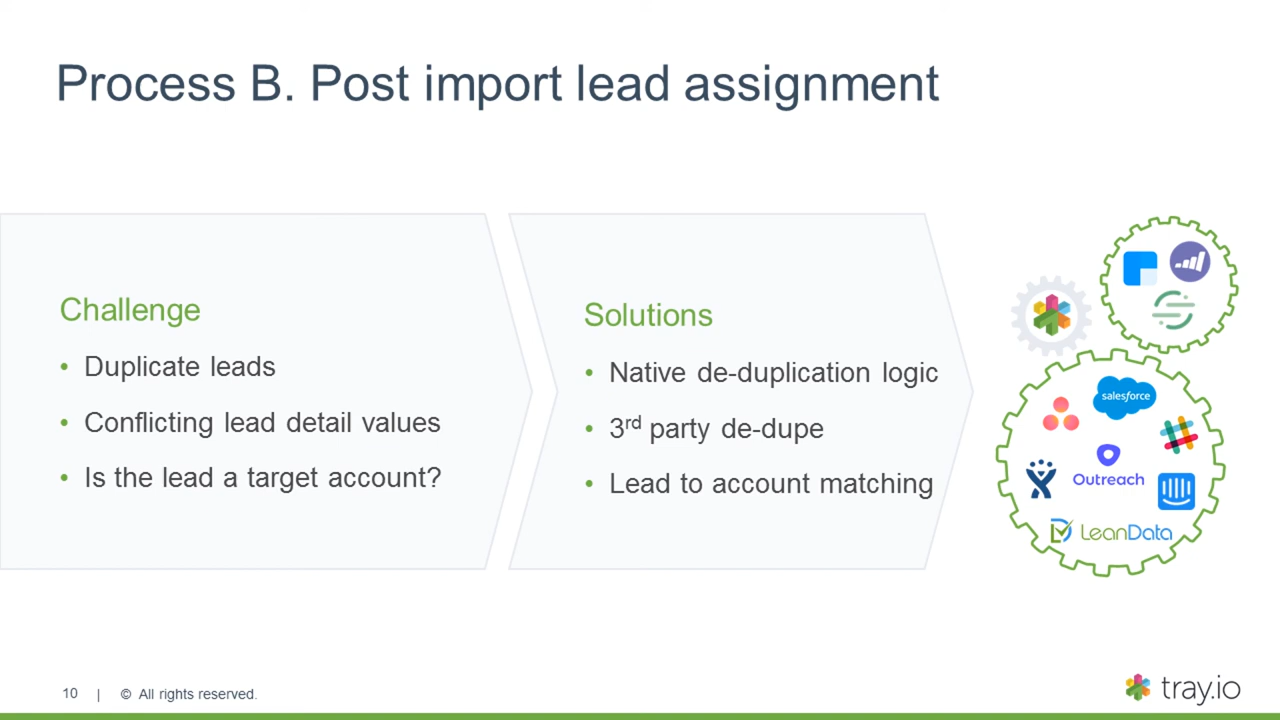 Process B. Post import lead assignment
Challenge
• Duplicate leads
• Conflicting lead detail values
• Is the lead a target account?
Solutions
• Native de-duplication logic
• 3rd party de-dupe
• Lead to account matching
salesforce
Outreach
LeanData
10 | © All rights reserved.
tray.io